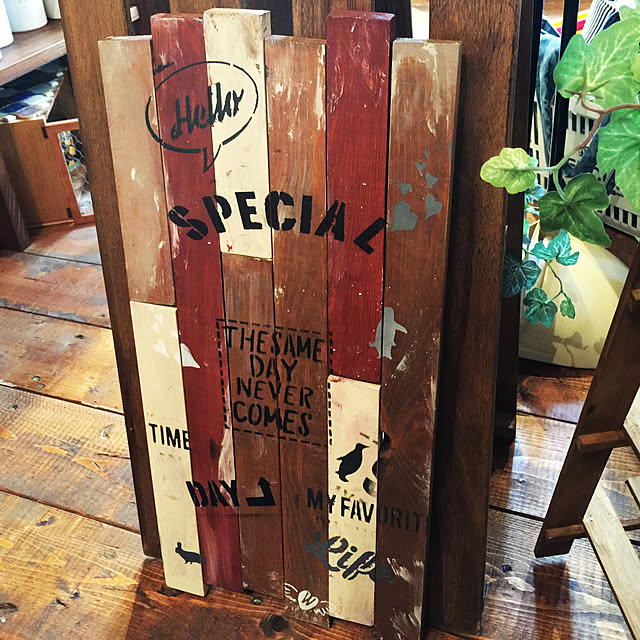 Hello
SPECIAL
THE SAME
DAY
NEVER
COMES
TIME
DAY
MY FAVORIT
Life